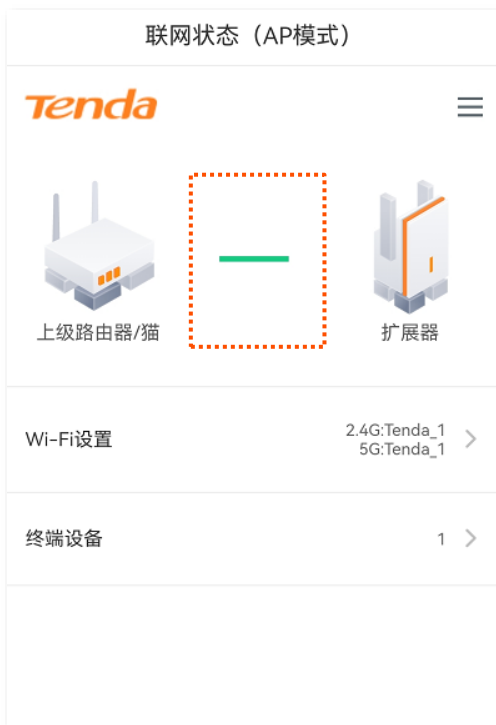 联网状态（AP模式）
Tenda
上级路由器/猫
扩展器
Wi-Fi设置
2.4G:Tenda_1
5G:Tenda_1
终端设备
1